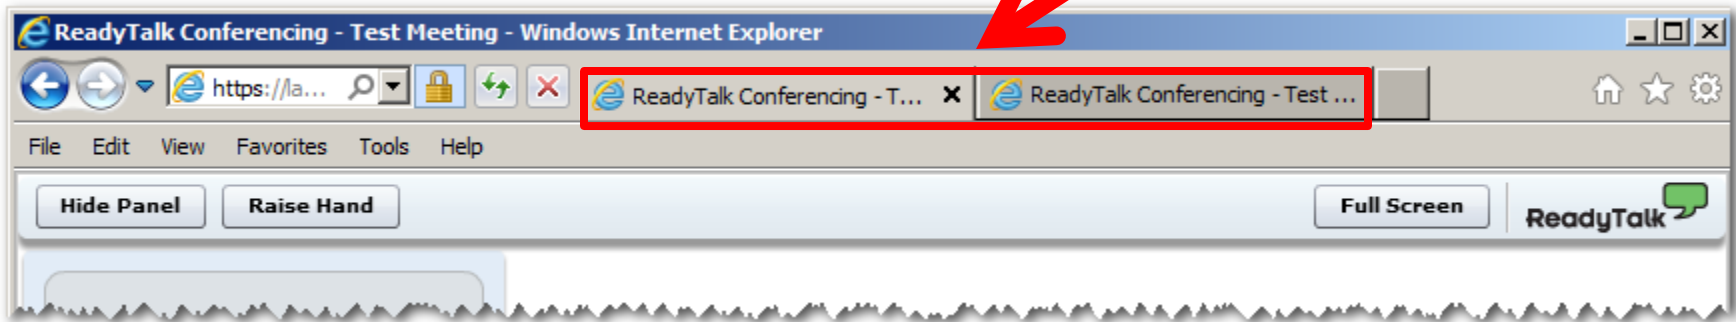 ReadyTalk Conferencing - Test Meeting - Windows Internet Explorer
https://la...
ReadyTalk Conferencing - T...
ReadyTalk Conferencing - Test ...
File Edit View Favorites Tools Help
Hide Panel
Raise Hand
Full Screen
ReadyTalk